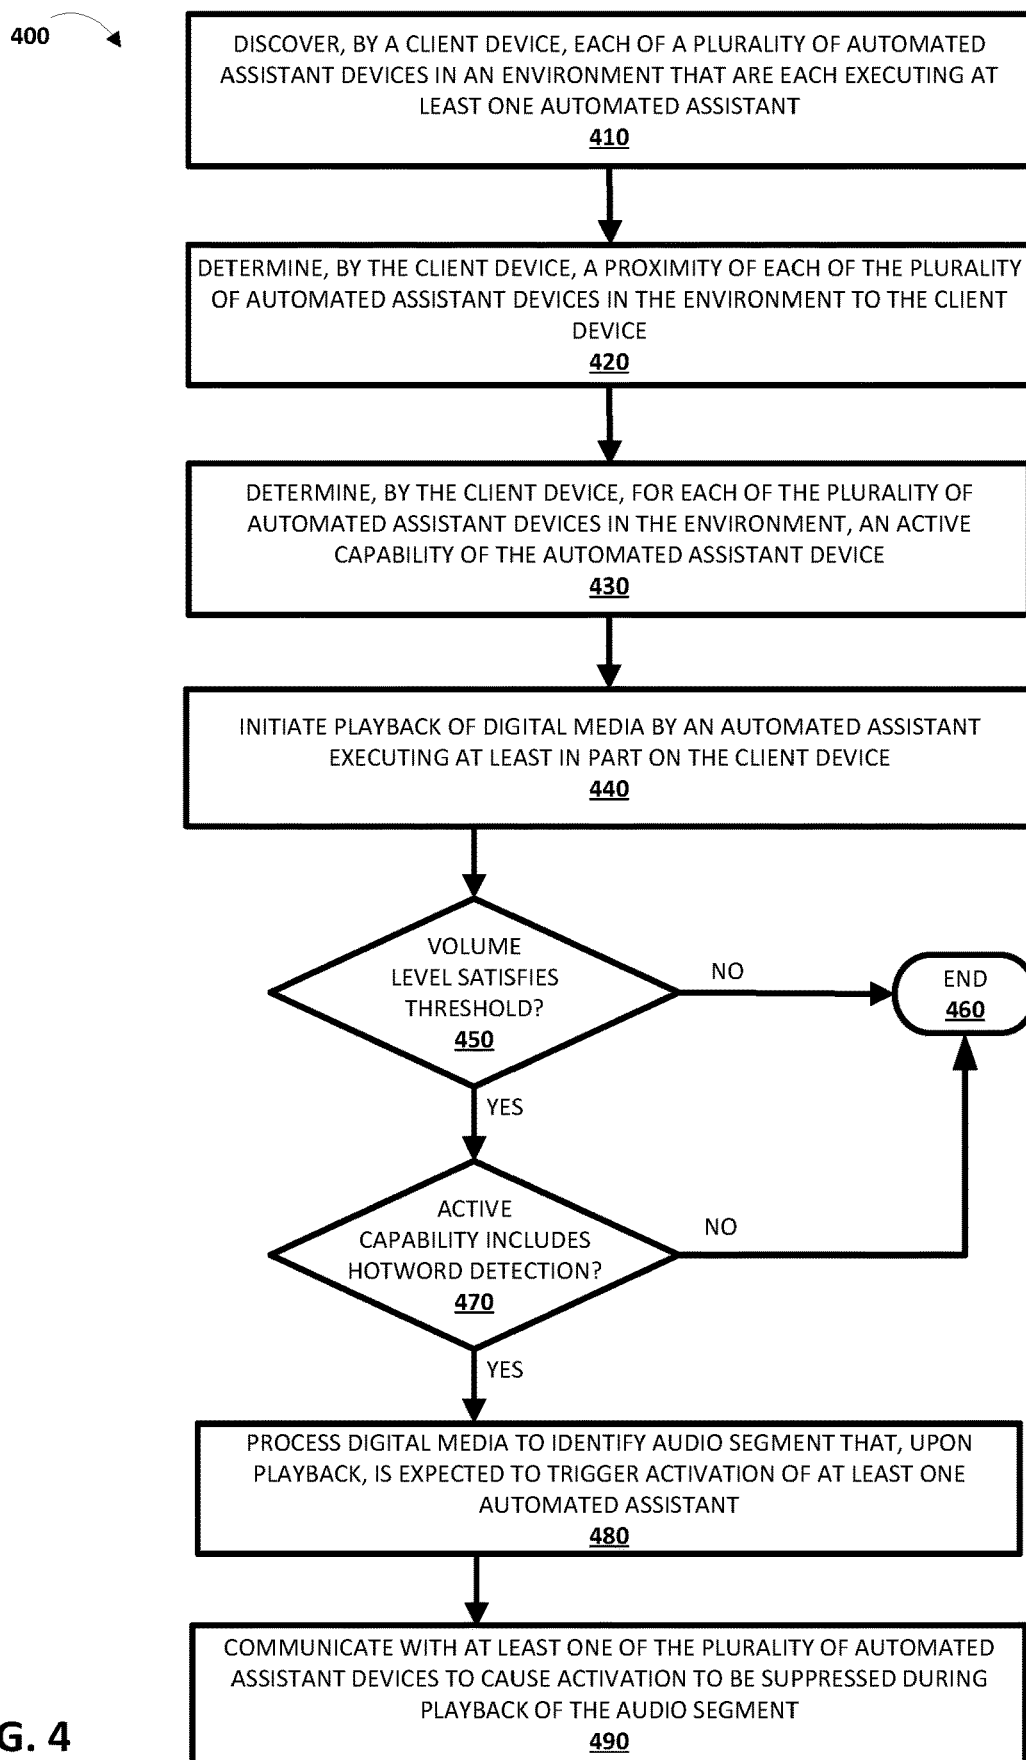 400
DISCOVER, BY A CLIENT DEVICE, EACH OF A PLURALITY OF AUTOMATED
ASSISTANT DEVICES IN AN ENVIRONMENT THAT ARE EACH EXECUTING AT
LEAST ONE AUTOMATED ASSISTANT
410
DETERMINE, BY THE CLIENT DEVICE, A PROXIMITY OF EACH OF THE PLURALITY
OF AUTOMATED ASSISTANT DEVICES IN THE ENVIRONMENT TO THE CLIENT
DEVICE
420
DETERMINE, BY THE CLIENT DEVICE, FOR EACH OF THE PLURALITY OF
AUTOMATED ASSISTANT DEVICES IN THE ENVIRONMENT, AN ACTIVE
CAPABILITY OF THE AUTOMATED ASSISTANT DEVICE
430
INITIATE PLAYBACK OF DIGITAL MEDIA BY AN AUTOMATED ASSISTANT
EXECUTING AT LEAST IN PART ON THE CLIENT DEVICE
440
VOLUME
LEVEL SATISFIES
THRESHOLD?
450
NO
END
460
YES
ACTIVE
CAPABILITY INCLUDES
HOTWORD DETECTION?
470
NO
YES
PROCESS DIGITAL MEDIA TO IDENTIFY AUDIO SEGMENT THAT, UPON
PLAYBACK, IS EXPECTED TO TRIGGER ACTIVATION OF AT LEAST ONE
AUTOMATED ASSISTANT
480
COMMUNICATE WITH AT LEAST ONE OF THE PLURALITY OF AUTOMATED
ASSISTANT DEVICES TO CAUSE ACTIVATION TO BE SUPPRESSED DURING
PLAYBACK OF THE AUDIO SEGMENT
490
G. 4